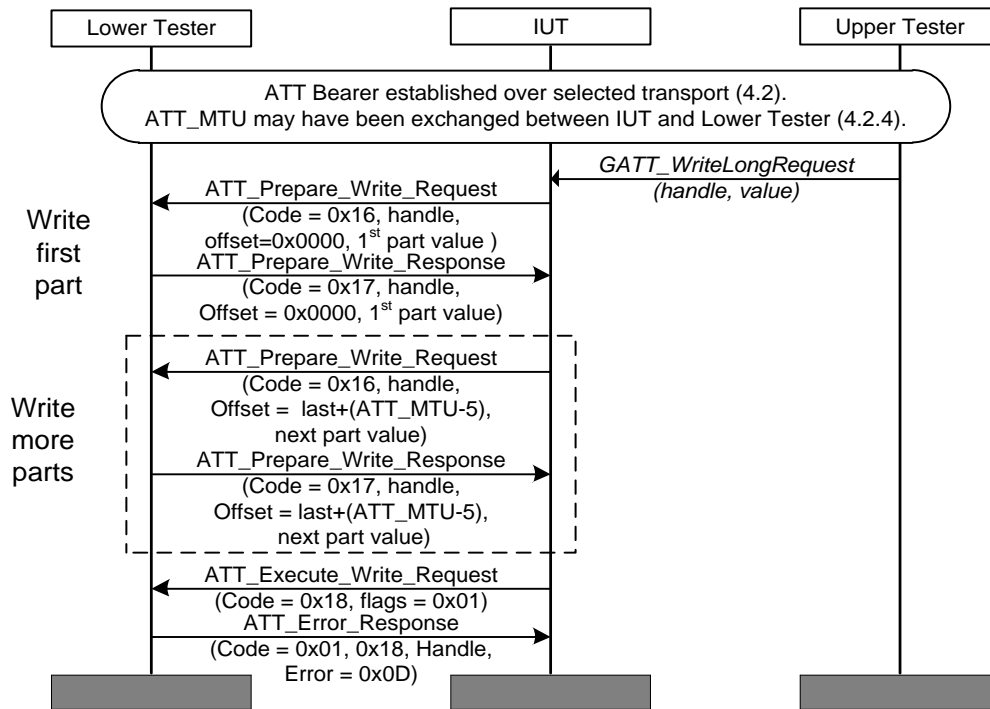 Lower Tester
IUT
Upper Tester
ATT Bearer established over selected transport (4.2).
ATT_MTU may have been exchanged between IUT and Lower Tester (4.2.4).
GATT_WriteLongRequest
(handle, value)
Write
first
part
ATT_Prepare_Write_Request
(Code = 0x16, handle,
offset=0x0000, 1st part value )
ATT_Prepare_Write_Response
(Code = 0x17, handle,
Offset = 0x0000, 1st part value)
Write
more
parts
ATT_Prepare_Write_Request
(Code = 0x16, handle,
Offset = last+(ATT_MTU-5),
next part value)
ATT_Prepare_Write_Response
(Code = 0x17, handle,
Offset = last+(ATT_MTU-5),
next part value)
ATT_Execute_Write_Request
(Code = 0x18, flags = 0x01)
ATT_Error_Response
(Code = 0x01, 0x18, Handle,
Error = 0x0D)